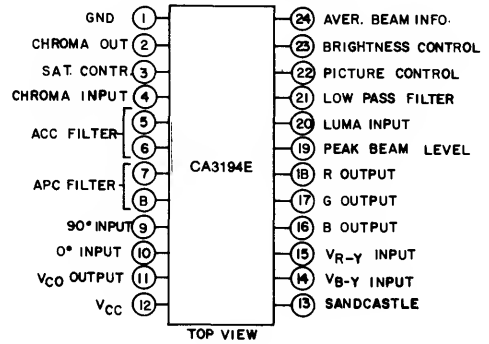 GND 1
CHROMA OUT 2
SAT. CONTR. 3
CHROMA INPUT 4
ACC FILTER 5
6
APC FILTER 7
8
90° INPUT 9
0° INPUT 10
VCO OUTPUT 11
VCC 12
CA3194E
24 AVER. BEAM INFO.
23 BRIGHTNESS CONTROL
22 PICTURE CONTROL
21 LOW PASS FILTER
20 LUMA INPUT
19 PEAK BEAM LEVEL
18 R OUTPUT
17 G OUTPUT
16 B OUTPUT
15 VR-Y INPUT
14 VB-Y INPUT
13 SANDCASTLE
TOP VIEW